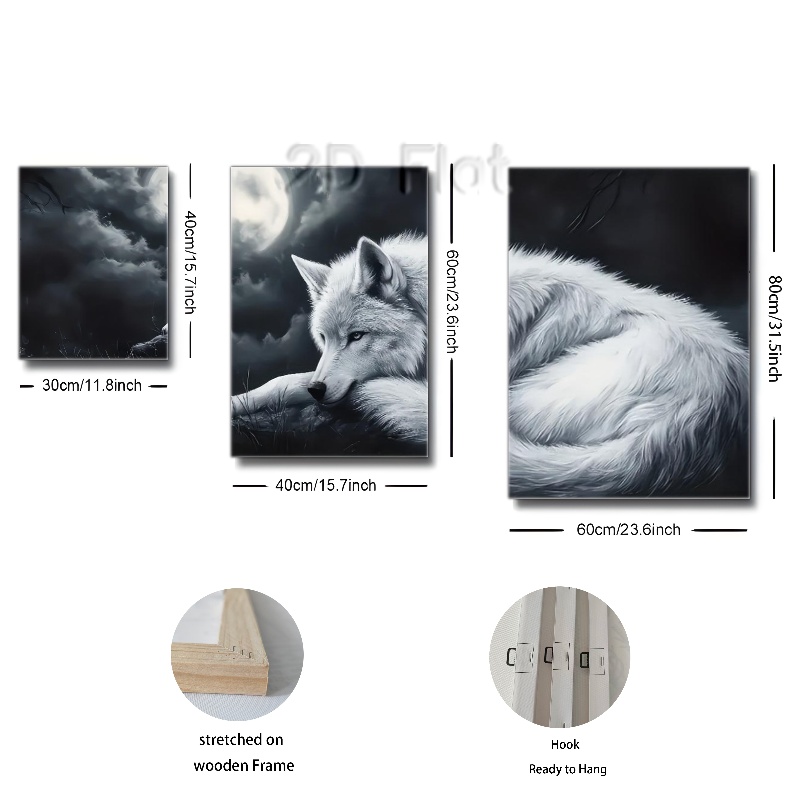 2D Flat
40cm/15.7inch
30cm/11.8inch
60cm/23.6inch
40cm/15.7inch
80cm/31.5inch
60cm/23.6inch
stretched on
wooden Frame
Hook
Ready to Hang